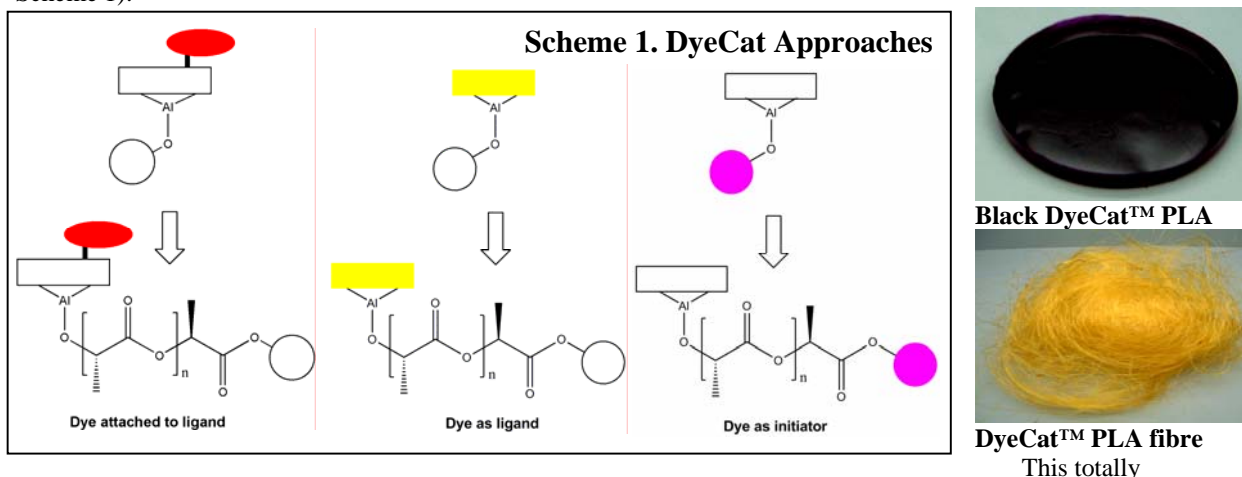 Scheme 1).
Scheme 1. DyeCat Approaches
Al
O
Al
O
Al
O
Al
O
O
O
O
O
n
Dye attached to ligand
Al
O
O
O
O
O
n
Dye as ligand
Al
O
O
O
O
O
n
Dye as initiator
Black DyeCat™ PLA
DyeCat™ PLA fibre
This totally